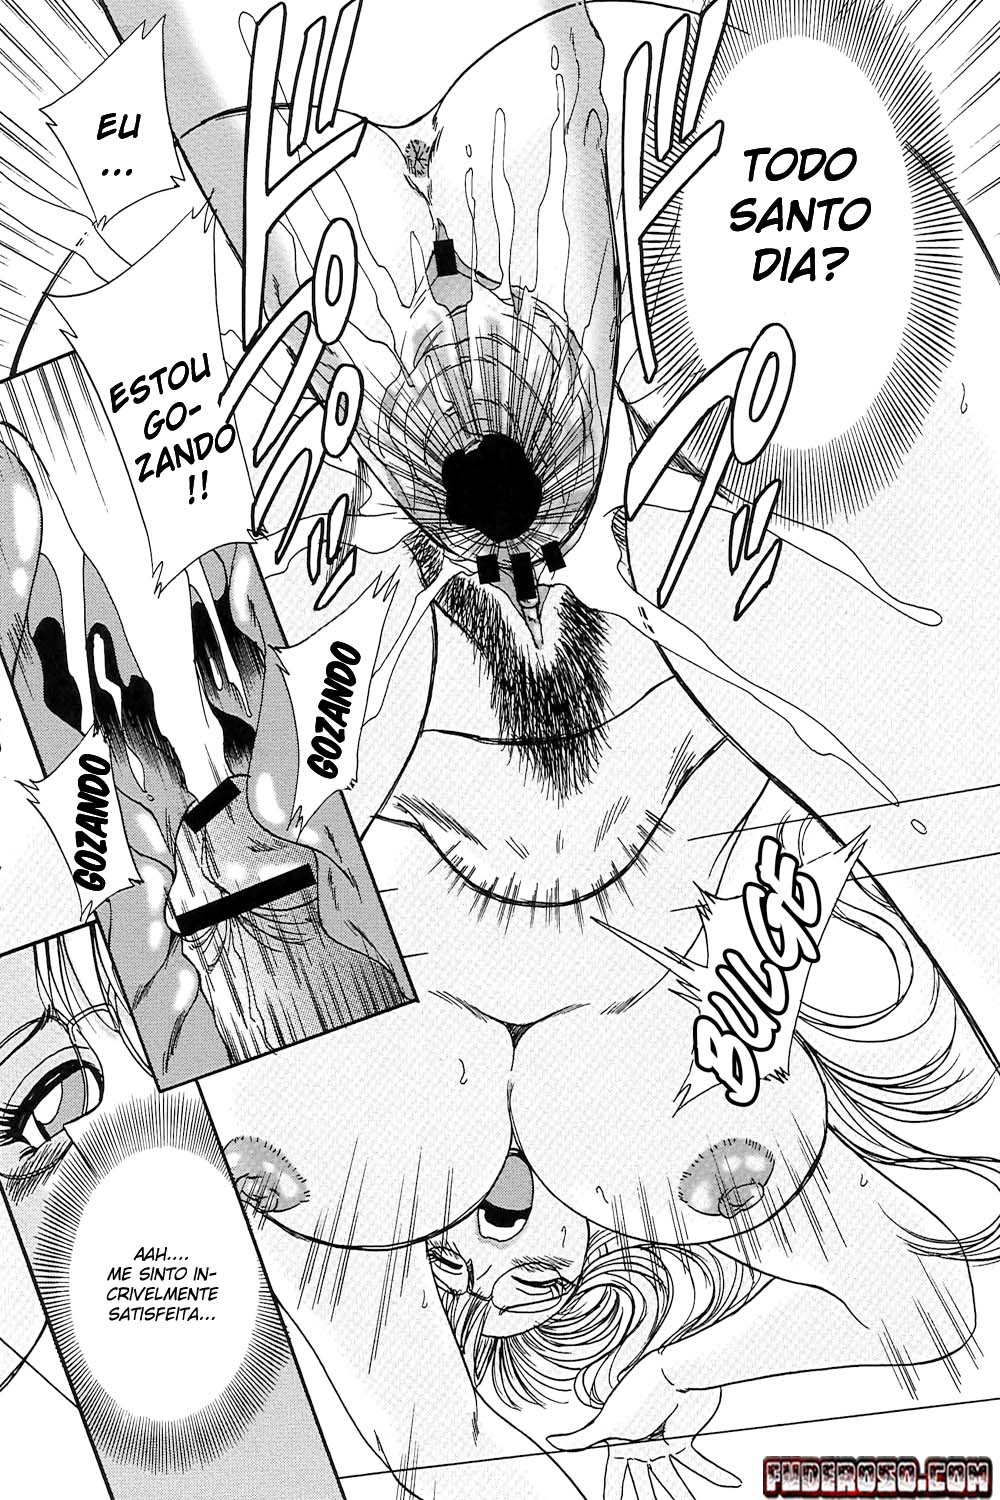 TODO
SANTO
DIA?
EU
...
ESTOU
GO-
ZANDO
!!
GOZANDO
GOZANDO
BULGE
AAH....
ME SINTO IN-
CRIVELMENTE
SATISFEITA...
FUDEROSO.COM